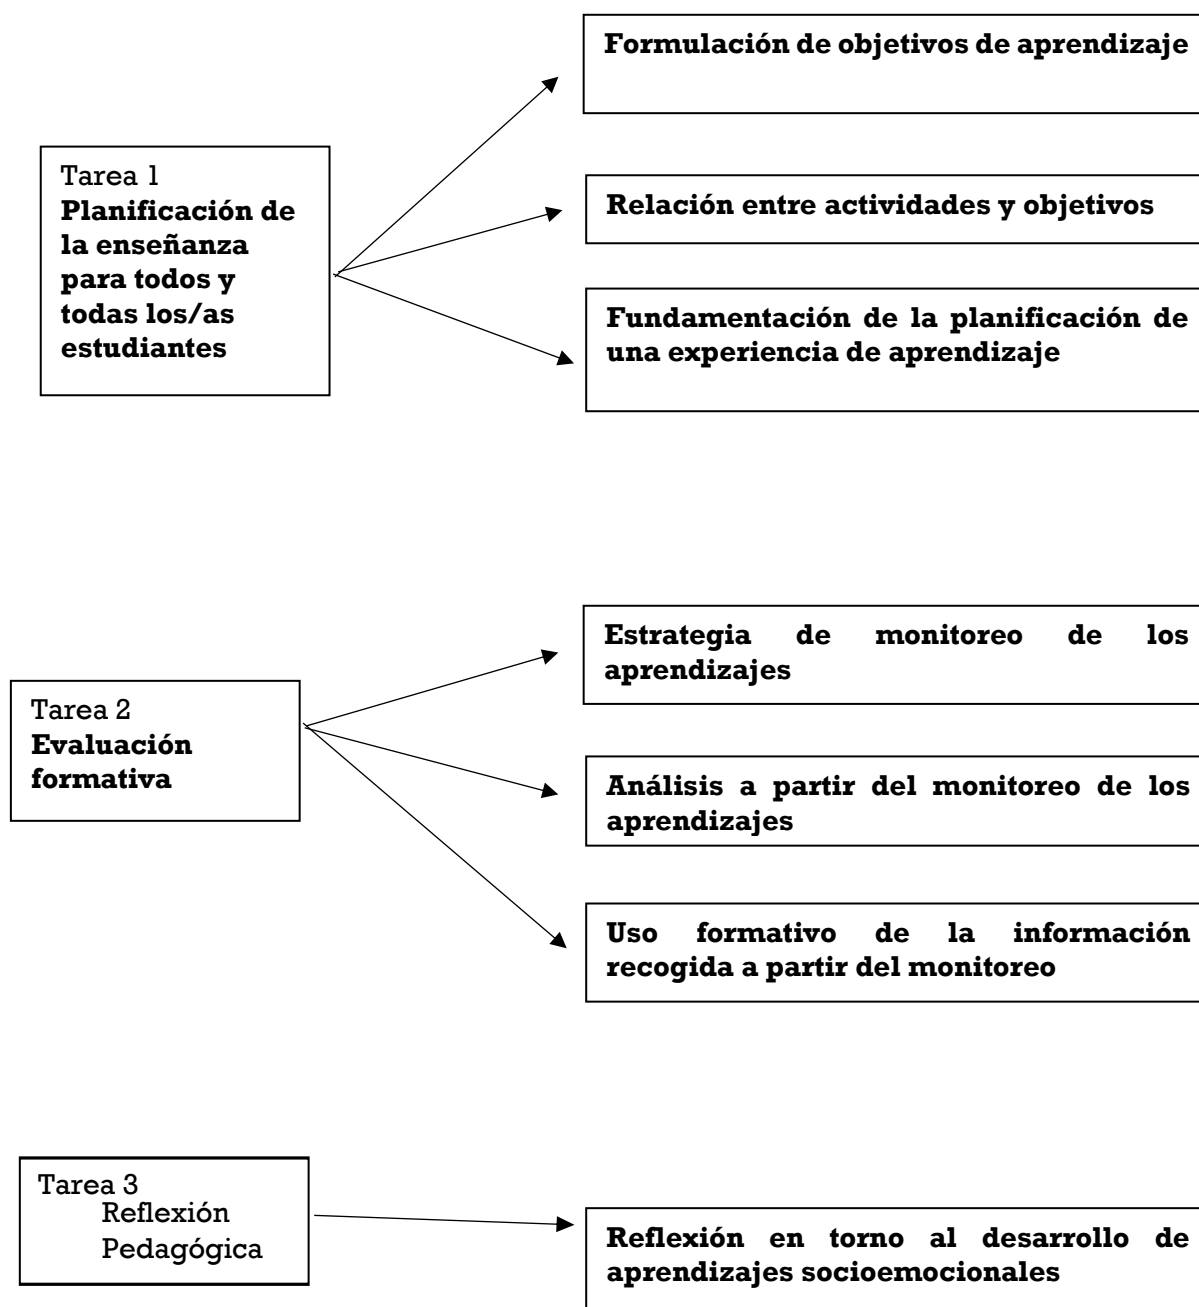 Formulación de objetivos de aprendizaje
Tarea 1
Planificación de
la enseñanza
para todos y
todas los/as
estudiantes
Relación entre actividades y objetivos
Fundamentación de la planificación de
una experiencia de aprendizaje
Tarea 2
Evaluación
formativa
Estrategia de monitoreo de los
aprendizajes
Análisis a partir del monitoreo de los
aprendizajes
Uso formativo de la información
recogida a partir del monitoreo
Tarea 3
Reflexión
Pedagógica
Reflexión en torno al desarrollo de
aprendizajes socioemocionales